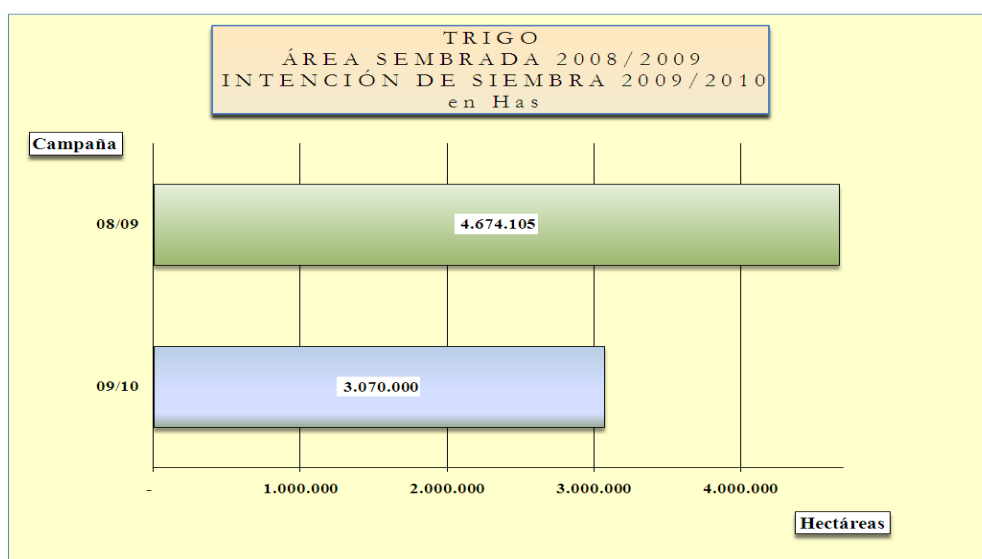 TRIGO
ÁREA SEMBRADA 2008/2009
INTENCIÓN DE SIEMBRA 2009/2010
en Has
Campaña
08/09
4.674.105
09/10
3.070.000
- 1.000.000 2.000.000 3.000.000 4.000.000
Hectáreas